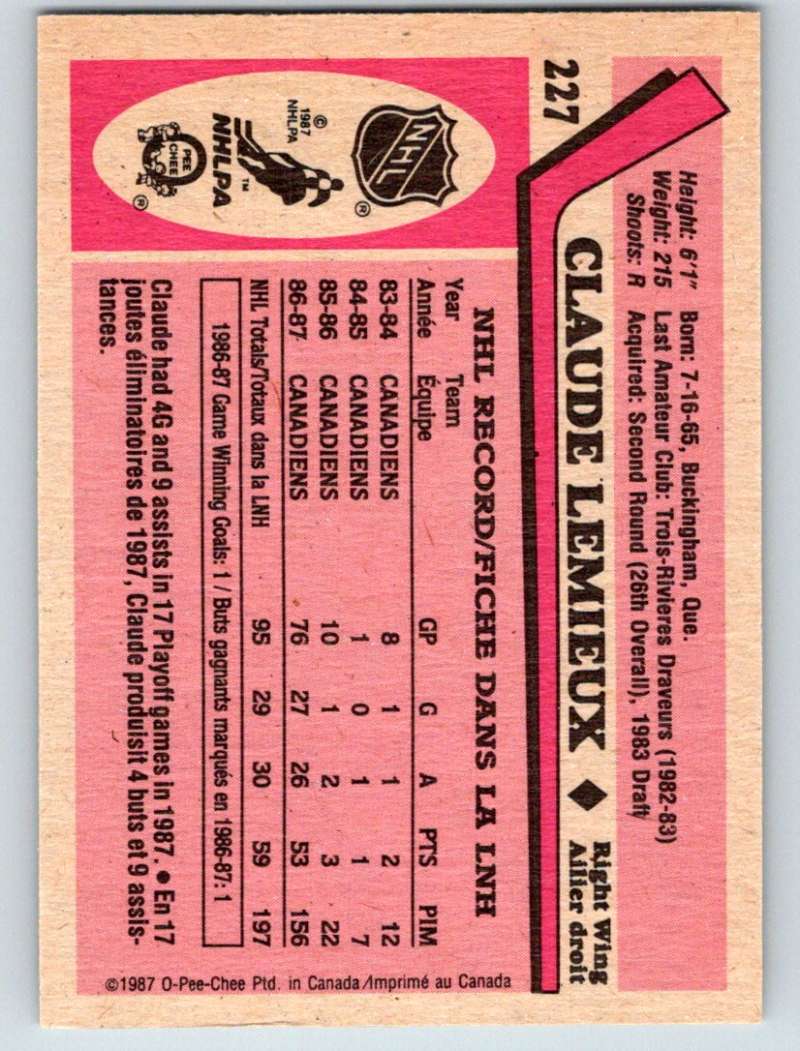 227
CLAUDE LEMIEUX ◆ Right Wing
Ailier droit
Height: 6'1" Born: 7-16-65, Buckingham, Que.
Weight: 215 Last Amateur Club: Trois-Rivieres Draveurs (1982-83)
Shoots: R Acquired: Second Round (26th Overall), 1983 Draft
NHL RECORD/FICHE DANS LA LNH
Year Team
Année Équipe GP G A PTS PIM
83-84 CANADIENS 8 1 1 2 12
84-85 CANADIENS 1 0 1 1 7
85-86 CANADIENS 10 1 2 3 22
86-87 CANADIENS 76 27 26 53 156
NHL Totals/Totaux dans la LNH 95 29 30 59 197
1986-87 Game Winning Goals: 1 / Buts gagnants marqués en 1986-87: 1
Claude had 4G and 9 assists in 17 Playoff games in 1987. ● En 17
joutes éliminatoires de 1987, Claude produisit 4 buts et 9 assis-
tances.
NHL ®
© 1987 NHLPA
NHLPA ™
O PEE CHEE ®
©1987 O-Pee-Chee Ptd. in Canada/Imprimé au Canada